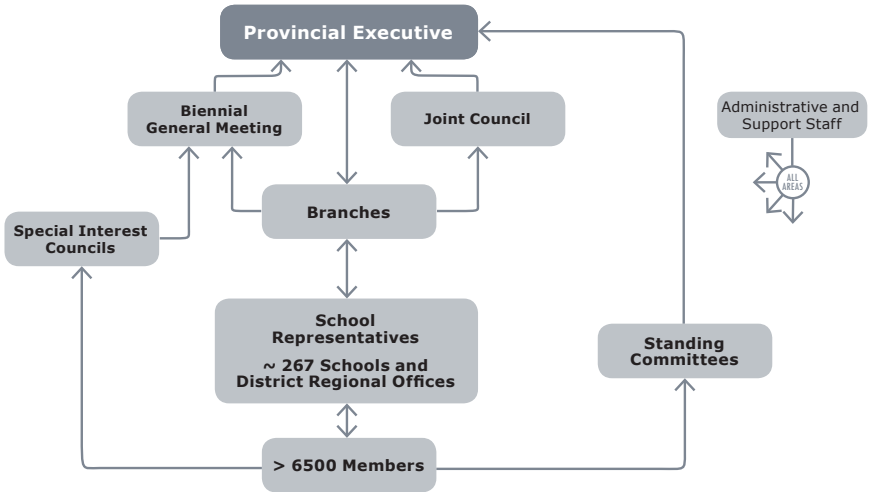 Provincial Executive
Biennial
General Meeting
Joint Council
Administrative and
Support Staff
ALL
AREAS
Branches
Special Interest
Councils
School
Representatives
~ 267 Schools and
District Regional Offices
Standing
Committees
> 6500 Members